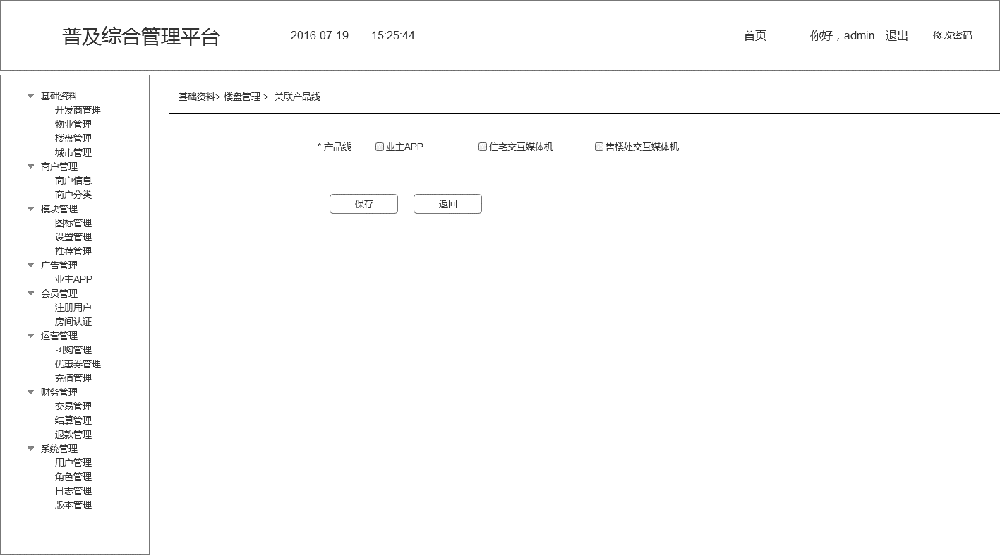 普及综合管理平台 2016-07-19 15:25:44 首页 你好，admin 退出 修改密码
基础资料
开发商管理
物业管理
楼盘管理
城市管理
商户管理
商户信息
商户分类
模块管理
图标管理
设置管理
推荐管理
广告管理
业主APP
会员管理
注册用户
房间认证
运营管理
团购管理
优惠券管理
充值管理
财务管理
交易管理
结算管理
退款管理
系统管理
用户管理
角色管理
日志管理
版本管理
基础资料> 楼盘管理 > 关联产品线
* 产品线 业主APP 住宅交互媒体机 售楼处交互媒体机
保存 返回